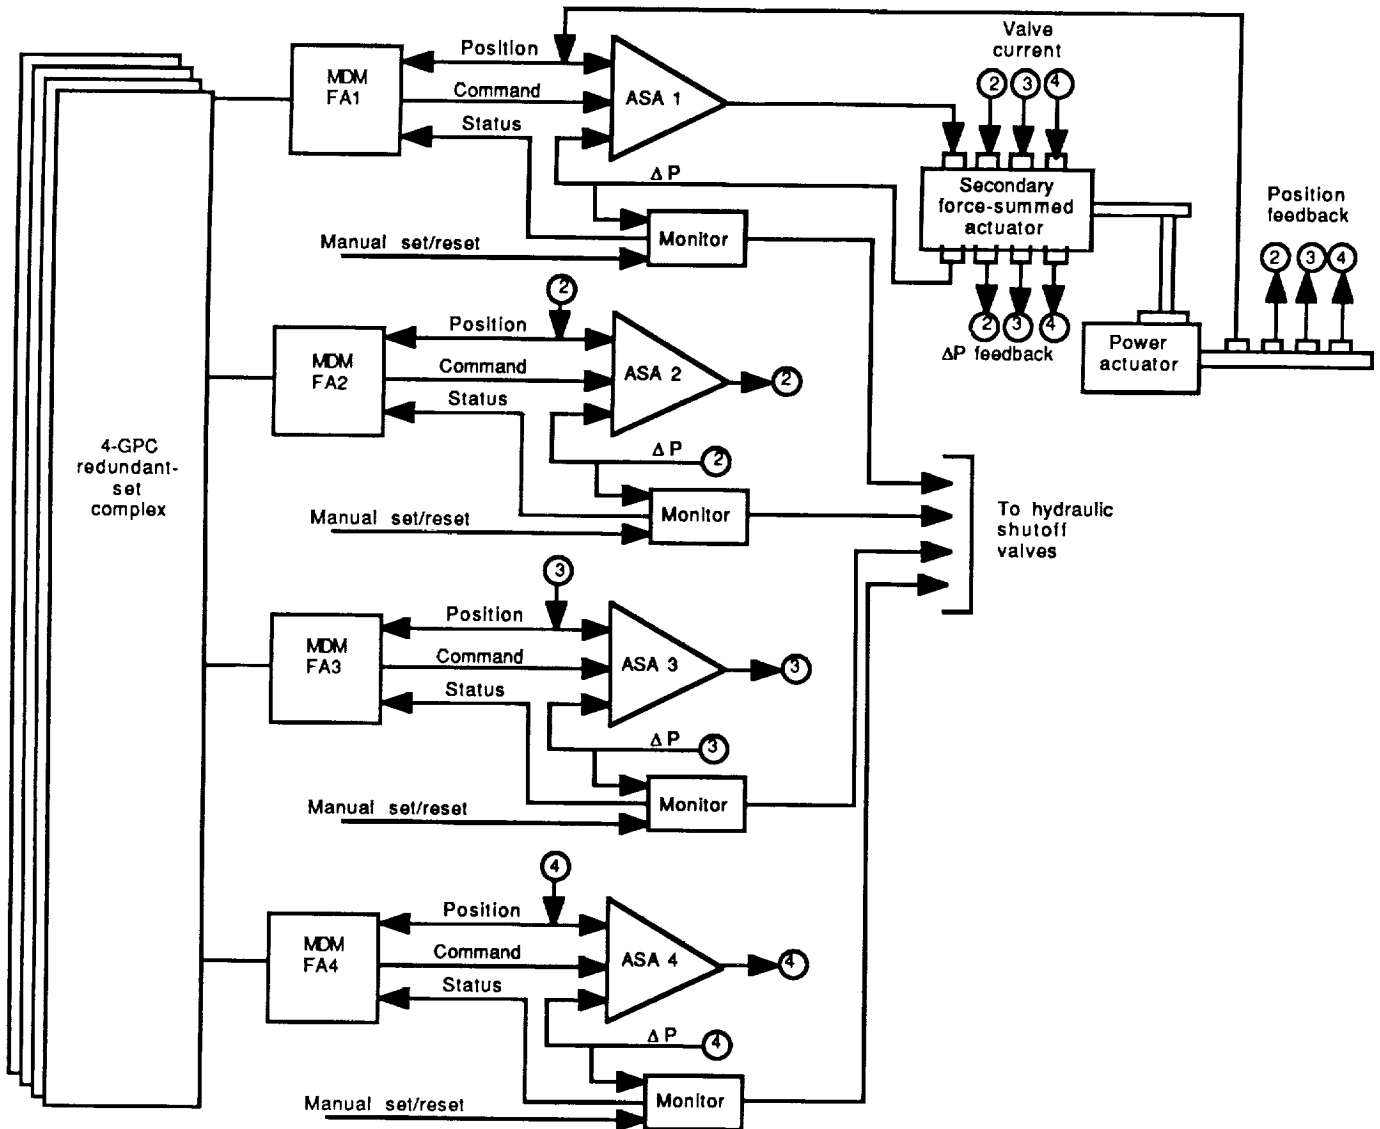 Valve
current
2
3
4
MDM
FA1
Position
Command
Status
ASA 1
ΔP
Monitor
Manual set/reset
Secondary
force-summed
actuator
2
3
4
ΔP feedback
Position
feedback
2
3
4
Power
actuator
4-GPC
redundant-
set
complex
MDM
FA2
2
Position
Command
Status
ASA 2
2
ΔP
2
Monitor
Manual set/reset
To hydraulic
shutoff
valves
MDM
FA3
3
Position
Command
Status
ASA 3
3
ΔP
3
Monitor
Manual set/reset
MDM
FA4
4
Position
Command
Status
ASA 4
4
ΔP
4
Monitor
Manual set/reset